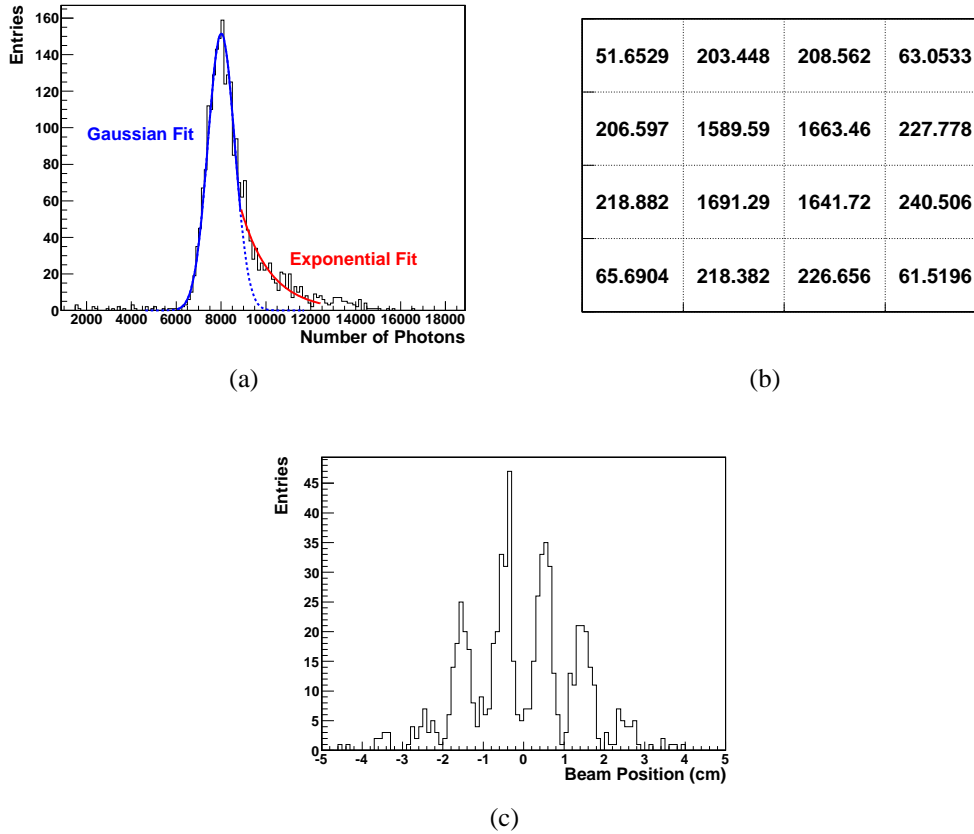 Entries
160
140
120
100
80
60
40
20
0
Gaussian Fit
Exponential Fit
2000 4000 6000 8000 10000 12000 14000 16000 18000
Number of Photons
(a)
51.6529 203.448 208.562 63.0533
206.597 1589.59 1663.46 227.778
218.882 1691.29 1641.72 240.506
65.6904 218.382 226.656 61.5196
(b)
Entries
45
40
35
30
25
20
15
10
5
0
-5 -4 -3 -2 -1 0 1 2 3 4 5
Beam Position (cm)
(c)